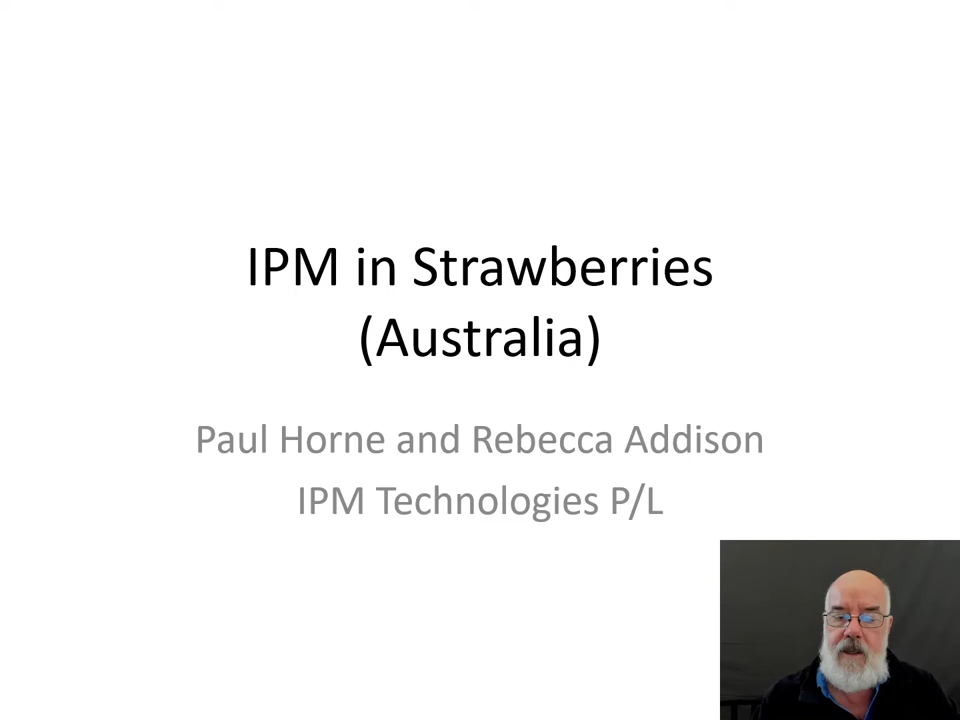 IPM in Strawberries
(Australia)
Paul Horne and Rebecca Addison
IPM Technologies P/L